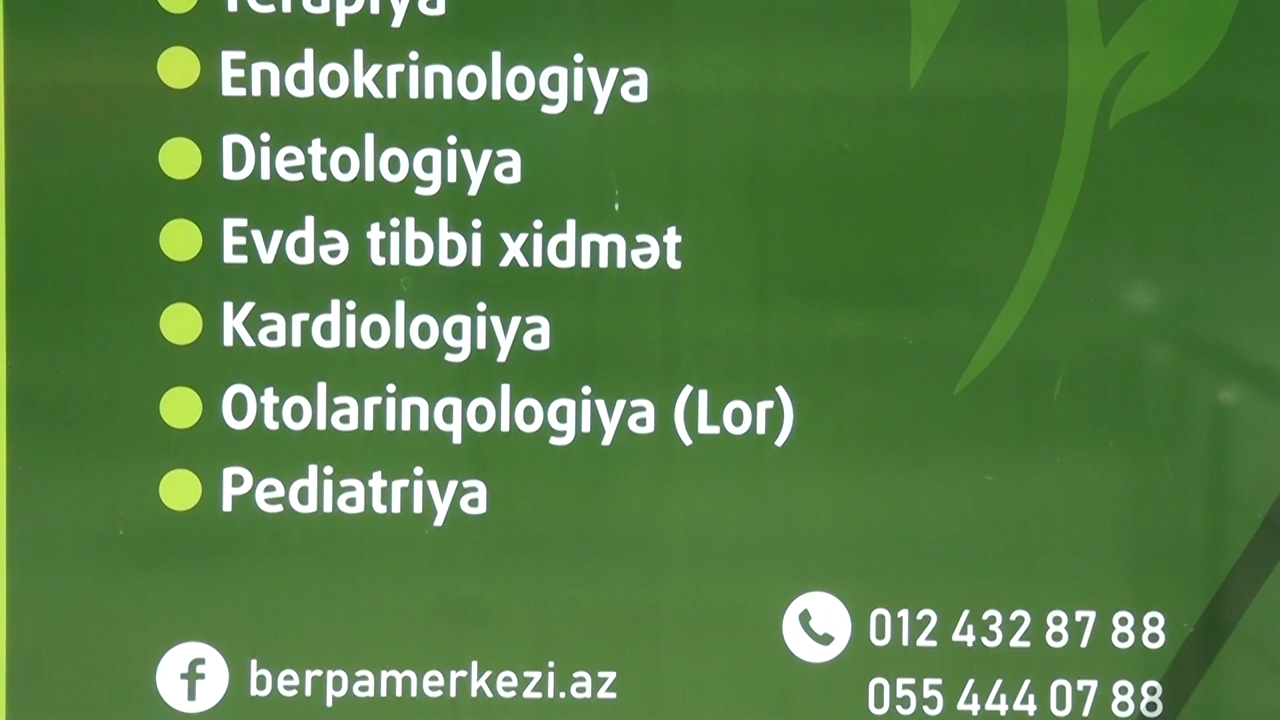 Terapiya
Endokrinologiya
Dietologiya
Evdə tibbi xidmət
Kardiologiya
Otolarinqologiya (Lor)
Pediatriya
012 432 87 88
berpamerkezi.az
055 444 07 88